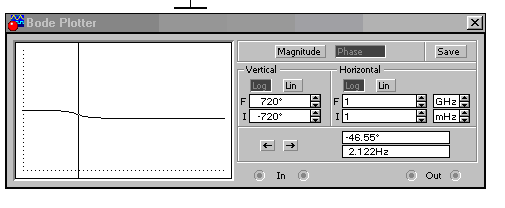 Bode Plotter
Magnitude Phase Save
Vertical Horizontal
Log Lin Log Lin
F 720° F 1 GHz
I -720° I 1 mHz
-46.55°
2.122Hz
← →
In Out